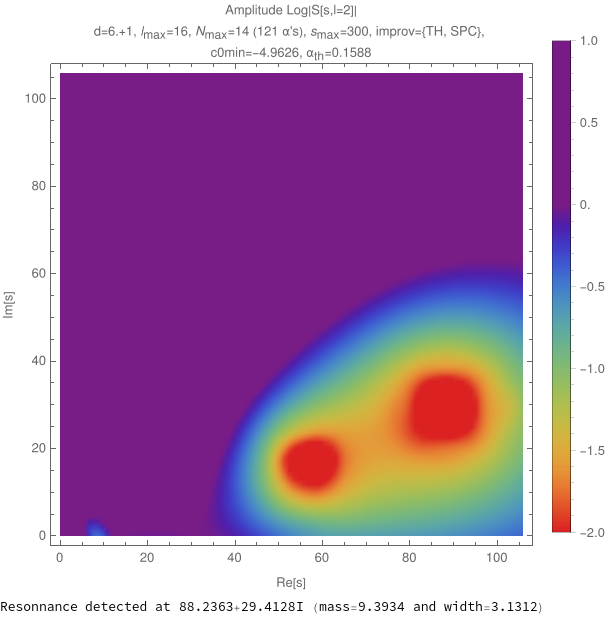 Amplitude Log|S[s,l=2]|
d=6.+1, lmax=16, Nmax=14 (121 α's), smax=300, improv={TH, SPC},
c0min=-4.9626, αth=0.1588
100
80
60
40
20
0
Im[s]
0 20 40 60 80 100
Re[s]
1.0
0.5
0.
-0.5
-1.0
-1.5
-2.0
Resonnance detected at 88.2363+29.4128I (mass=9.3934 and width=3.1312)